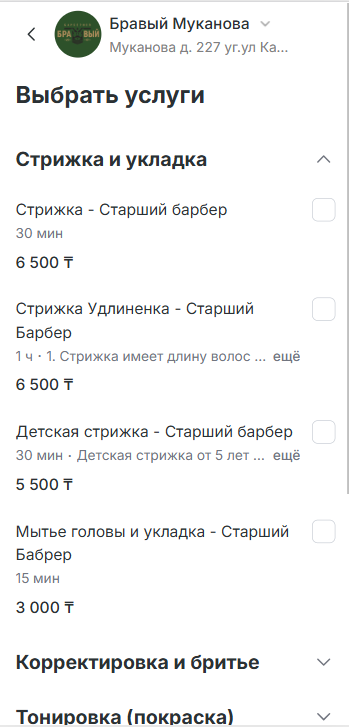 БРАВЫЙ
Бравый Муканова
Муканова д. 227 уг.ул Ка...
Выбрать услуги
Стрижка и укладка
Стрижка - Старший барбер
30 мин
6 500 ₸
Стрижка Удлиненка - Старший
Барбер
1 ч · 1. Стрижка имеет длину волос ... ещё
6 500 ₸
Детская стрижка - Старший барбер
30 мин · Детская стрижка от 5 лет ... ещё
5 500 ₸
Мытье головы и укладка - Старший
Бабрер
15 мин
3 000 ₸
Корректировка и бритье
Тонировка (покраска)